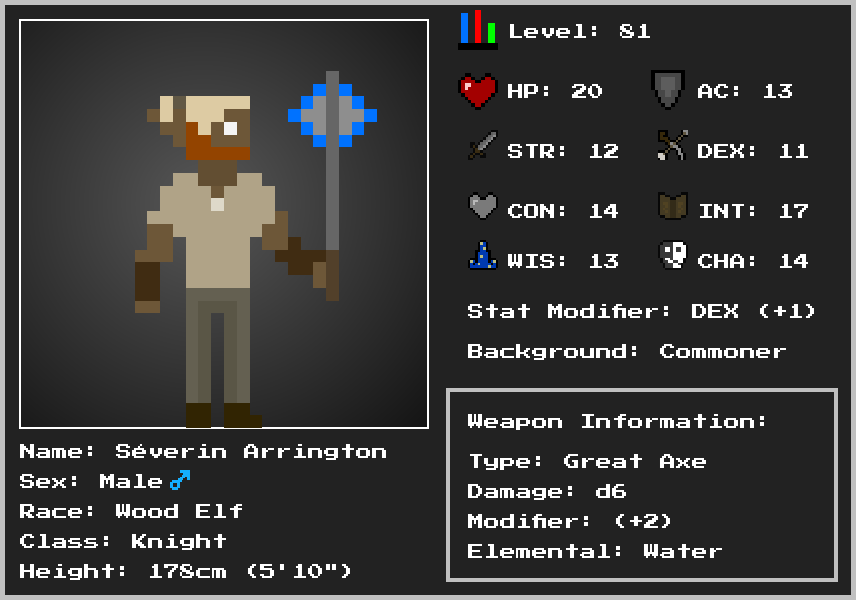 Level: 81
HP: 20 AC: 13
STR: 12 DEX: 11
CON: 14 INT: 17
WIS: 13 CHA: 14
Stat Modifier: DEX (+1)
Background: Commoner
Weapon Information:
Type: Great Axe
Damage: d6
Modifier: (+2)
Elemental: Water
Name: Séverin Arrington
Sex: Male♂
Race: Wood Elf
Class: Knight
Height: 178cm (5'10")